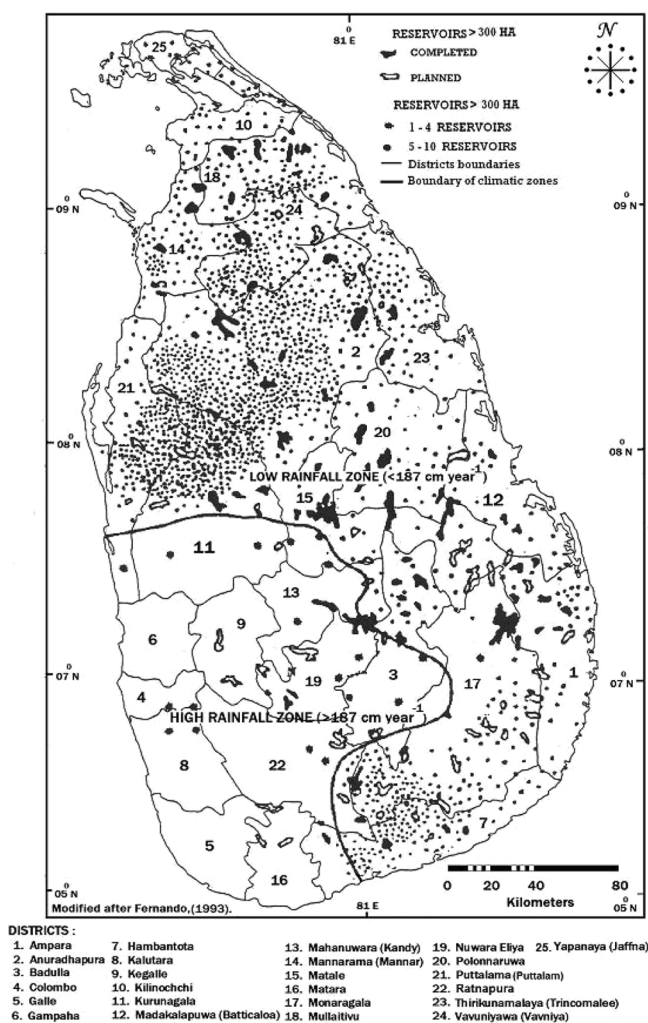 25
81 E
RESERVOIRS > 300 HA
COMPLETED
PLANNED
RESERVOIRS > 300 HA
1 - 4 RESERVOIRS
5 - 10 RESERVOIRS
Districts boundaries
Boundary of climatic zones
N
10
18
09 N
09 N
24
14
2
23
21
20
08 N
08 N
LOW RAINFALL ZONE (<187 cm year-1)
15
12
11
13
6
9
07 N
07 N
19
3
17
1
4
HIGH RAINFALL ZONE (>187 cm year-1)
8
22
7
5
16
0 20 40 80
Kilometers
05 N
05 N
Modified after Fernando,(1993).
81 E
DISTRICTS :
1. Ampara
2. Anuradhapura
3. Badulla
4. Colombo
5. Galle
6. Gampaha
7. Hambantota
8. Kalutara
9. Kegalle
10. Kilinochchi
11. Kurunagala
12. Madakalapuwa (Batticaloa)
13. Mahanuwara (Kandy)
14. Mannarama (Mannar)
15. Matale
16. Matara
17. Monaragala
18. Mullaitivu
19. Nuwara Eliya
20. Polonnaruwa
21. Puttalama (Puttalam)
22. Ratnapura
23. Thirikunamalaya (Trincomalee)
24. Vavuniyawa (Vavniya)
25. Yapanaya (Jaffna)